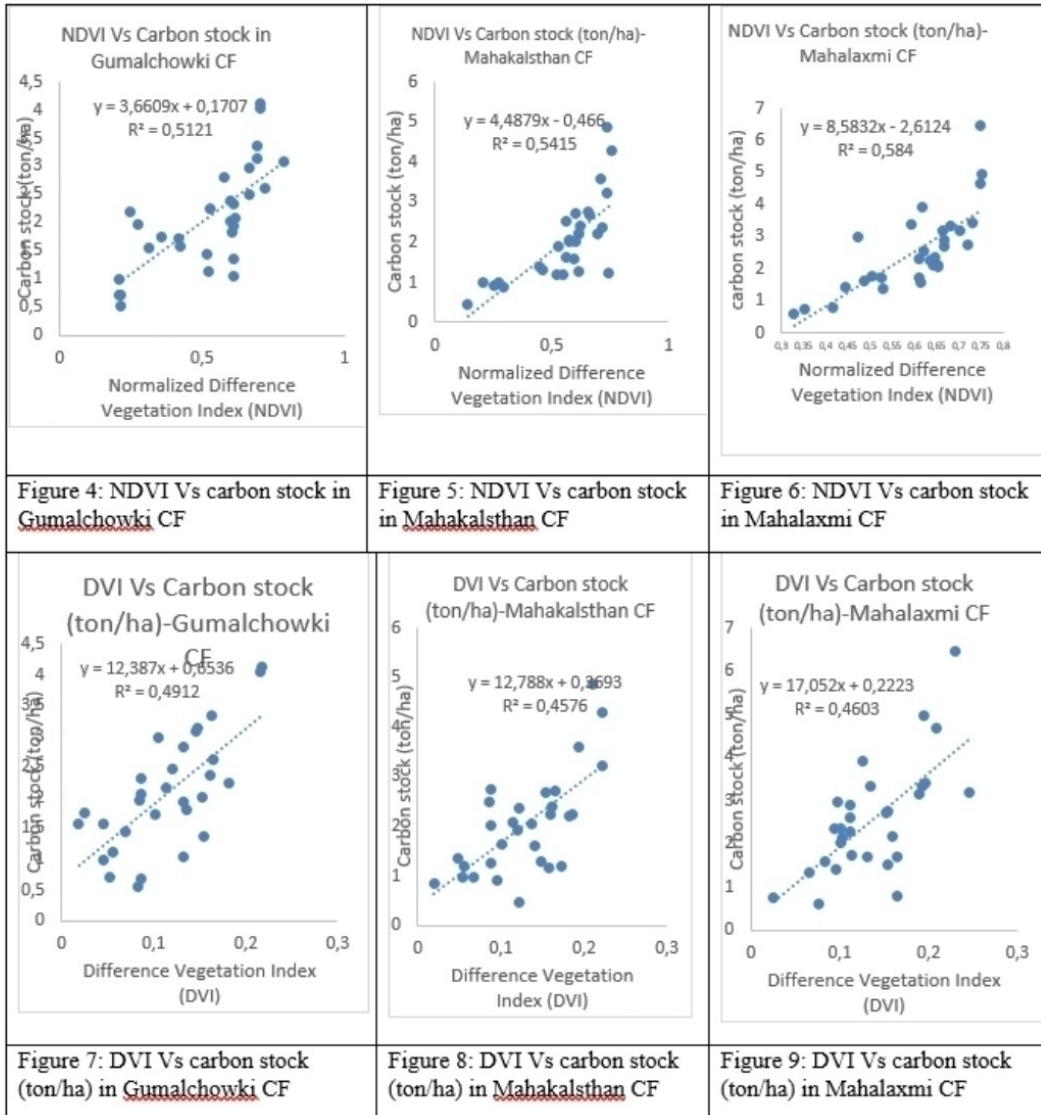 NDVI Vs Carbon stock in
Gumalchowki CF
4,5
4
3,5
3
2,5
2
1,5
1
0,5
0
Carbon stock (ton/ha)
y = 3,6609x + 0,1707
R² = 0,5121
0 0,5 1
Normalized Difference
Vegetation Index (NDVI)
NDVI Vs Carbon stock (ton/ha)-
Mahakalsthan CF
6
5
4
3
2
1
0
Carbon stock (ton/ha)
y = 4,4879x - 0,466
R² = 0,5415
0 0,5 1
Normalized Difference
Vegetation Index (NDVI)
NDVI Vs Carbon stock (ton/ha)-
Mahalaxmi CF
7
6
5
4
3
2
1
0
carbon stock (ton/ha)
y = 8,5832x - 2,6124
R² = 0,584
0,3 0,35 0,4 0,45 0,5 0,55 0,6 0,65 0,7 0,75 0,8
Normalized Difference
Vegetation Index (NDVI)
Figure 4: NDVI Vs carbon stock in
Gumalchowki CF
Figure 5: NDVI Vs carbon stock
in Mahakalsthan CF
Figure 6: NDVI Vs carbon stock
in Mahalaxmi CF
DVI Vs Carbon stock
(ton/ha)-Gumalchowki
CF
4,5
4
3,5
3
2,5
2
1,5
1
0,5
0
Carbon stock (ton/ha)
y = 12,387x + 0,6536
R² = 0,4912
0 0,1 0,2 0,3
Difference Vegetation Index
(DVI)
DVI Vs Carbon stock
(ton/ha)-Mahakalsthan CF
6
5
4
3
2
1
0
Carbon stock (ton/ha)
y = 12,788x + 0,3693
R² = 0,4576
0 0,1 0,2 0,3
Difference Vegetation
Index (DVI)
DVI Vs Carbon stock
(ton/ha)-Mahalaxmi CF
7
6
5
4
3
2
1
0
Carbon stock (ton/ha)
y = 17,052x + 0,2223
R² = 0,4603
0 0,1 0,2 0,3
Difference Vegetation Index
(DVI)
Figure 7: DVI Vs carbon stock
(ton/ha) in Gumalchowki CF
Figure 8: DVI Vs carbon stock
(ton/ha) in Mahakalsthan CF
Figure 9: DVI Vs carbon stock
(ton/ha) in Mahalaxmi CF